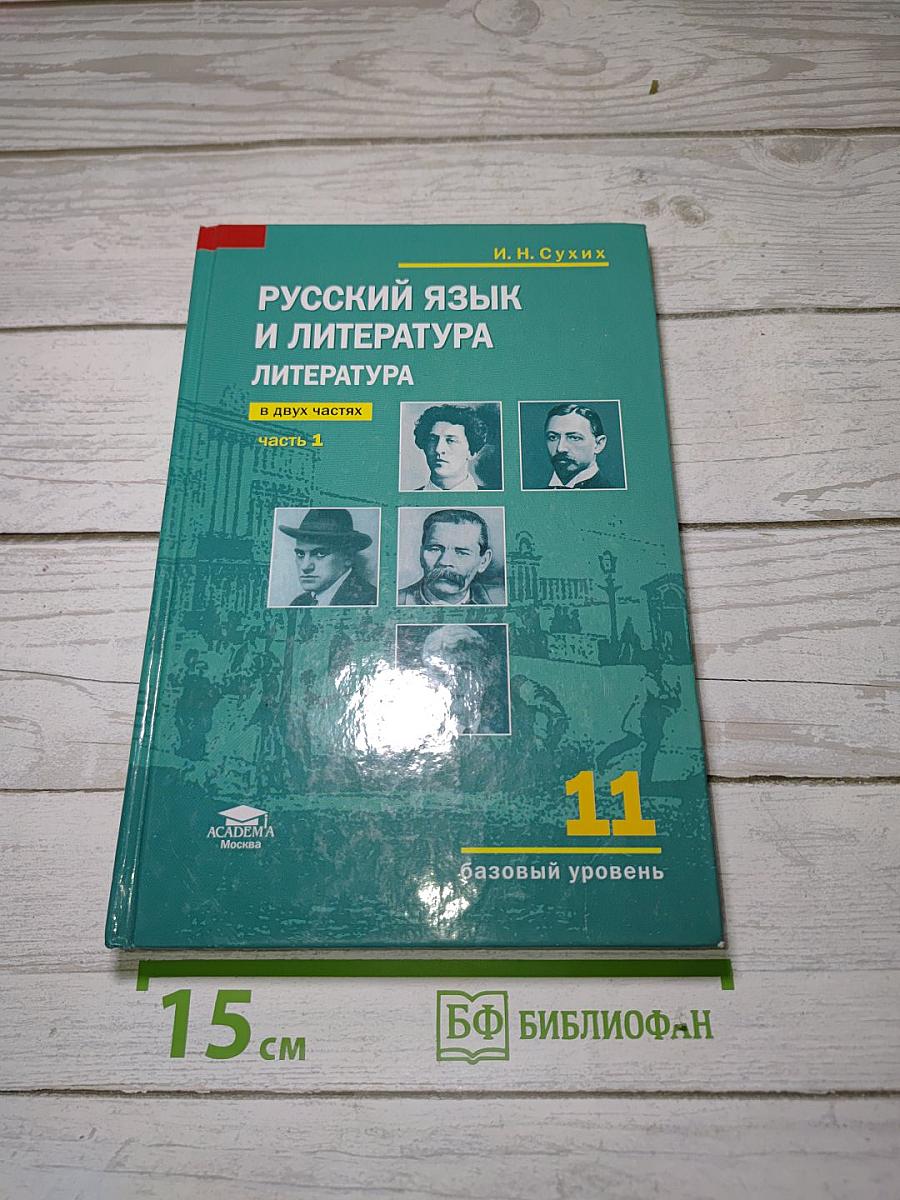 И. Н. Сухих
РУССКИЙ ЯЗЫК
И ЛИТЕРАТУРА
ЛИТЕРАТУРА
в двух частях
часть 1
11
базовый уровень
ACADEMA
Москва
15 см
БФ БИБЛИОФАН